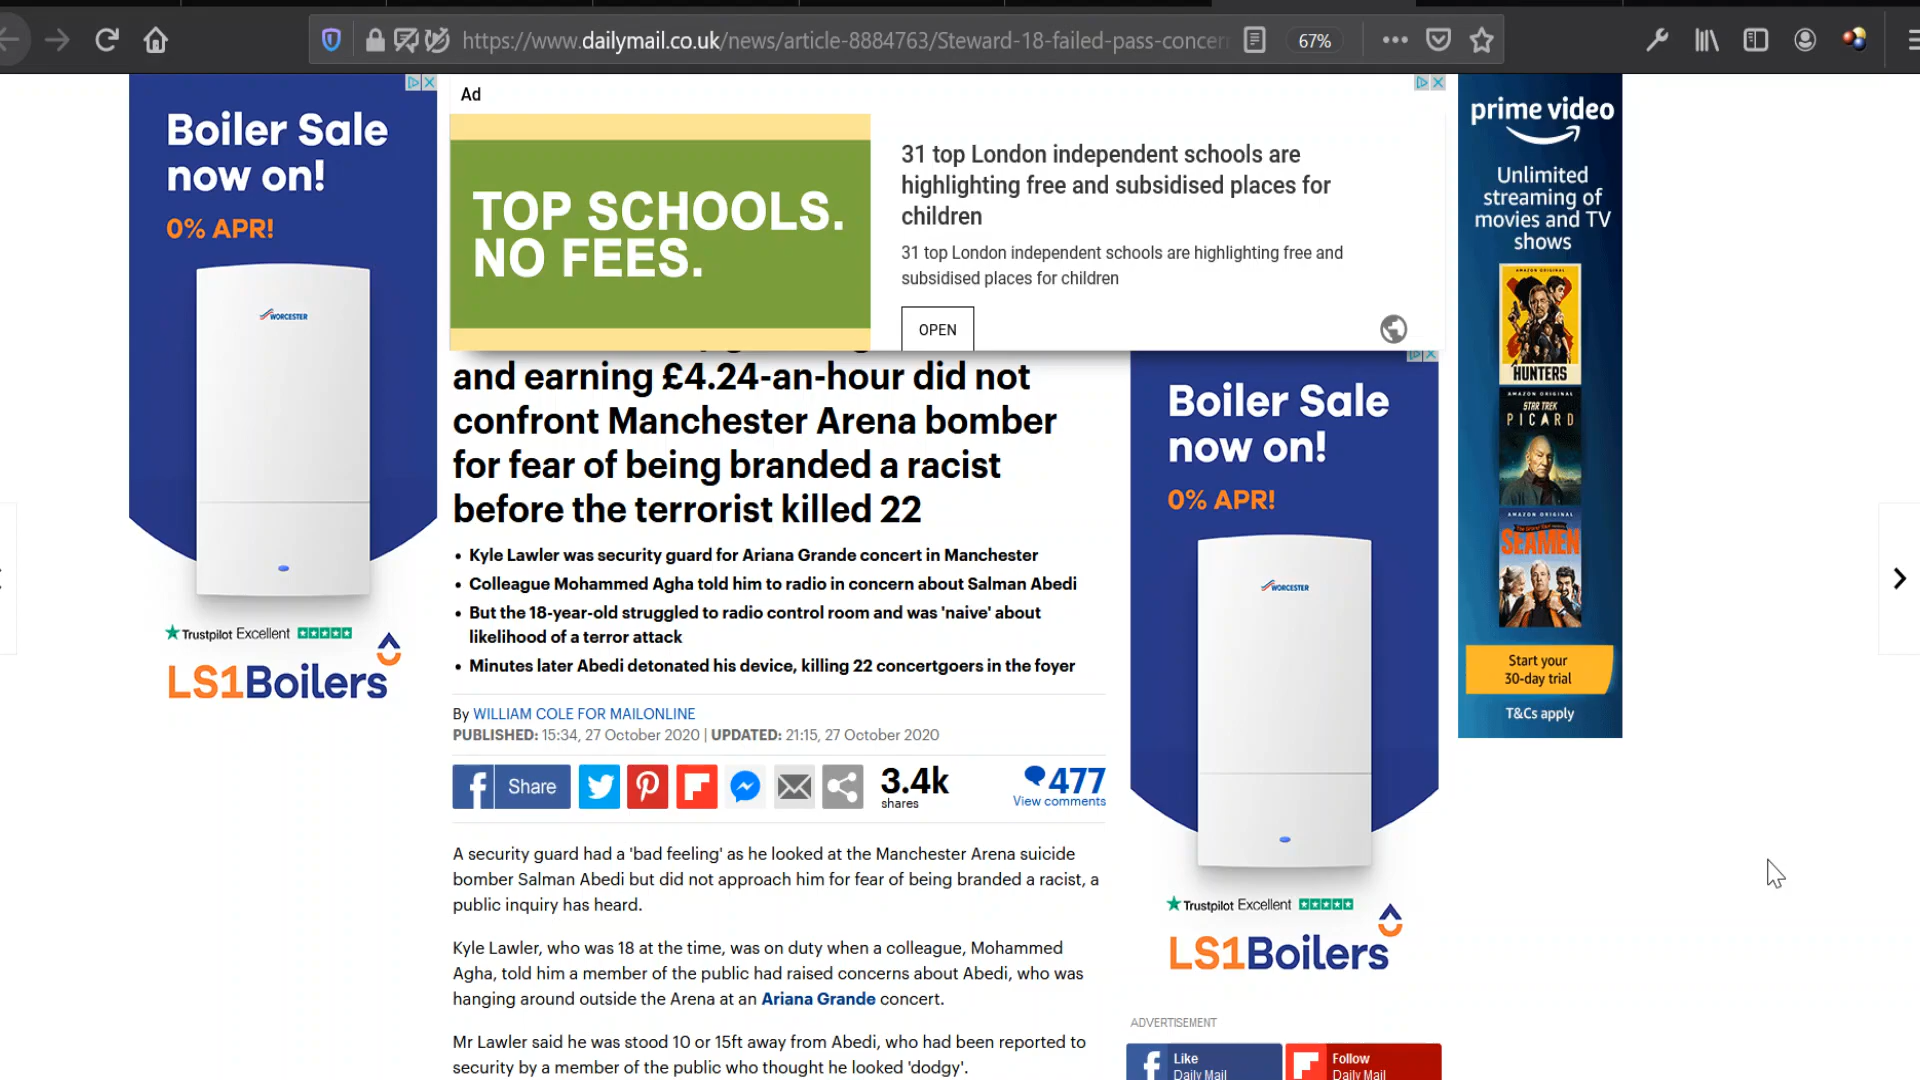 https://www.dailymail.co.uk/news/article-8884763/Steward-18-failed-pass-concer
67%
Boiler Sale
now on!
0% APR!
WORCESTER
Trustpilot Excellent
LS1Boilers
Ad
TOP SCHOOLS.
NO FEES.
31 top London independent schools are
highlighting free and subsidised places for
children
31 top London independent schools are highlighting free and
subsidised places for children
OPEN
prime video
Unlimited
streaming of
movies and TV
shows
AMAZON ORIGINAL
HUNTERS
AMAZON ORIGINAL
STAR TREK
PICARD
AMAZON ORIGINAL
SEAMEN
Start your
30-day trial
T&Cs apply
and earning £4.24-an-hour did not
confront Manchester Arena bomber
for fear of being branded a racist
before the terrorist killed 22
• Kyle Lawler was security guard for Ariana Grande concert in Manchester
• Colleague Mohammed Agha told him to radio in concern about Salman Abedi
• But the 18-year-old struggled to radio control room and was 'naive' about
likelihood of a terror attack
• Minutes later Abedi detonated his device, killing 22 concertgoers in the foyer
By WILLIAM COLE FOR MAILONLINE
PUBLISHED: 15:34, 27 October 2020 | UPDATED: 21:15, 27 October 2020
Share
3.4k
shares
477
View comments
A security guard had a 'bad feeling' as he looked at the Manchester Arena suicide
bomber Salman Abedi but did not approach him for fear of being branded a racist, a
public inquiry has heard.
Kyle Lawler, who was 18 at the time, was on duty when a colleague, Mohammed
Agha, told him a member of the public had raised concerns about Abedi, who was
hanging around outside the Arena at an Ariana Grande concert.
Mr Lawler said he was stood 10 or 15ft away from Abedi, who had been reported to
security by a member of the public who thought he looked 'dodgy'.
Boiler Sale
now on!
0% APR!
WORCESTER
Trustpilot Excellent
LS1Boilers
ADVERTISEMENT
Like
Daily Mail
Follow
Daily Mail